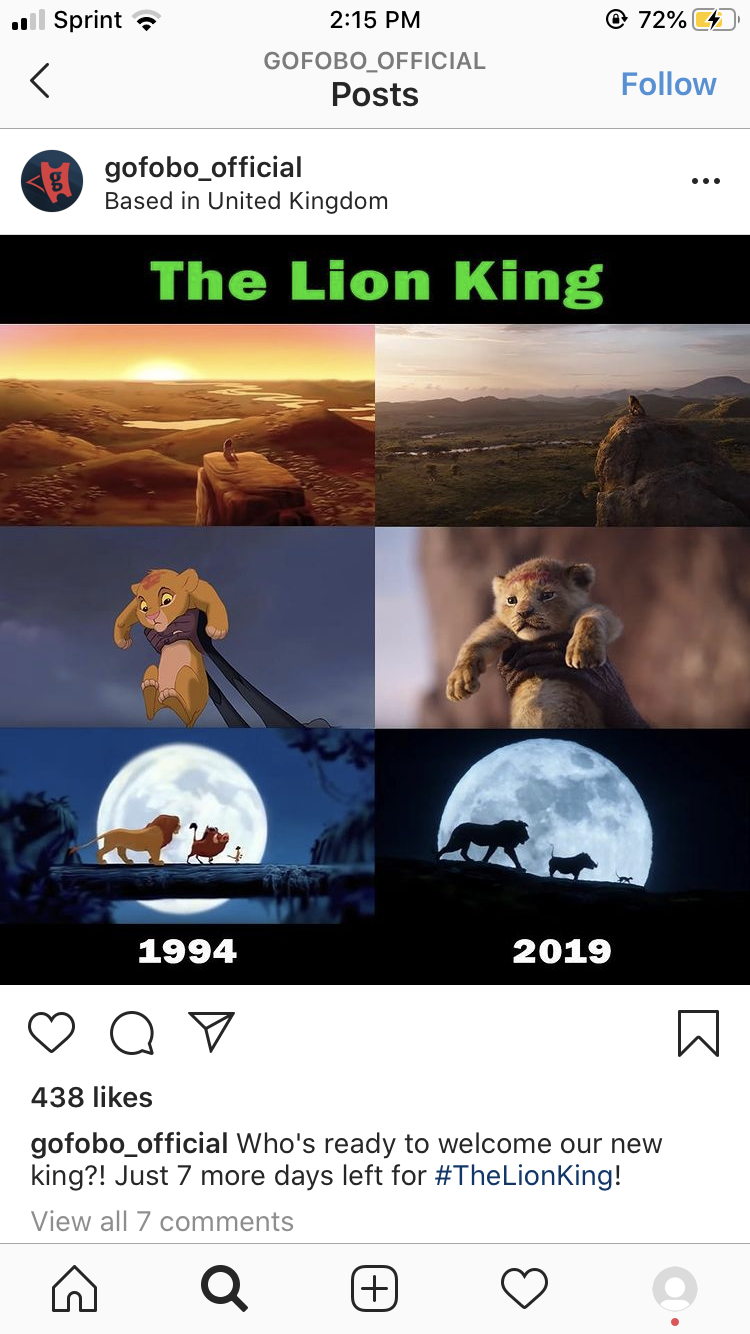 Sprint 2:15 PM 72%
GOFOBO_OFFICIAL
Posts
Follow
g
gofobo_official
Based in United Kingdom
The Lion King
1994 2019
438 likes
gofobo_official Who's ready to welcome our new
king?! Just 7 more days left for #TheLionKing!
View all 7 comments